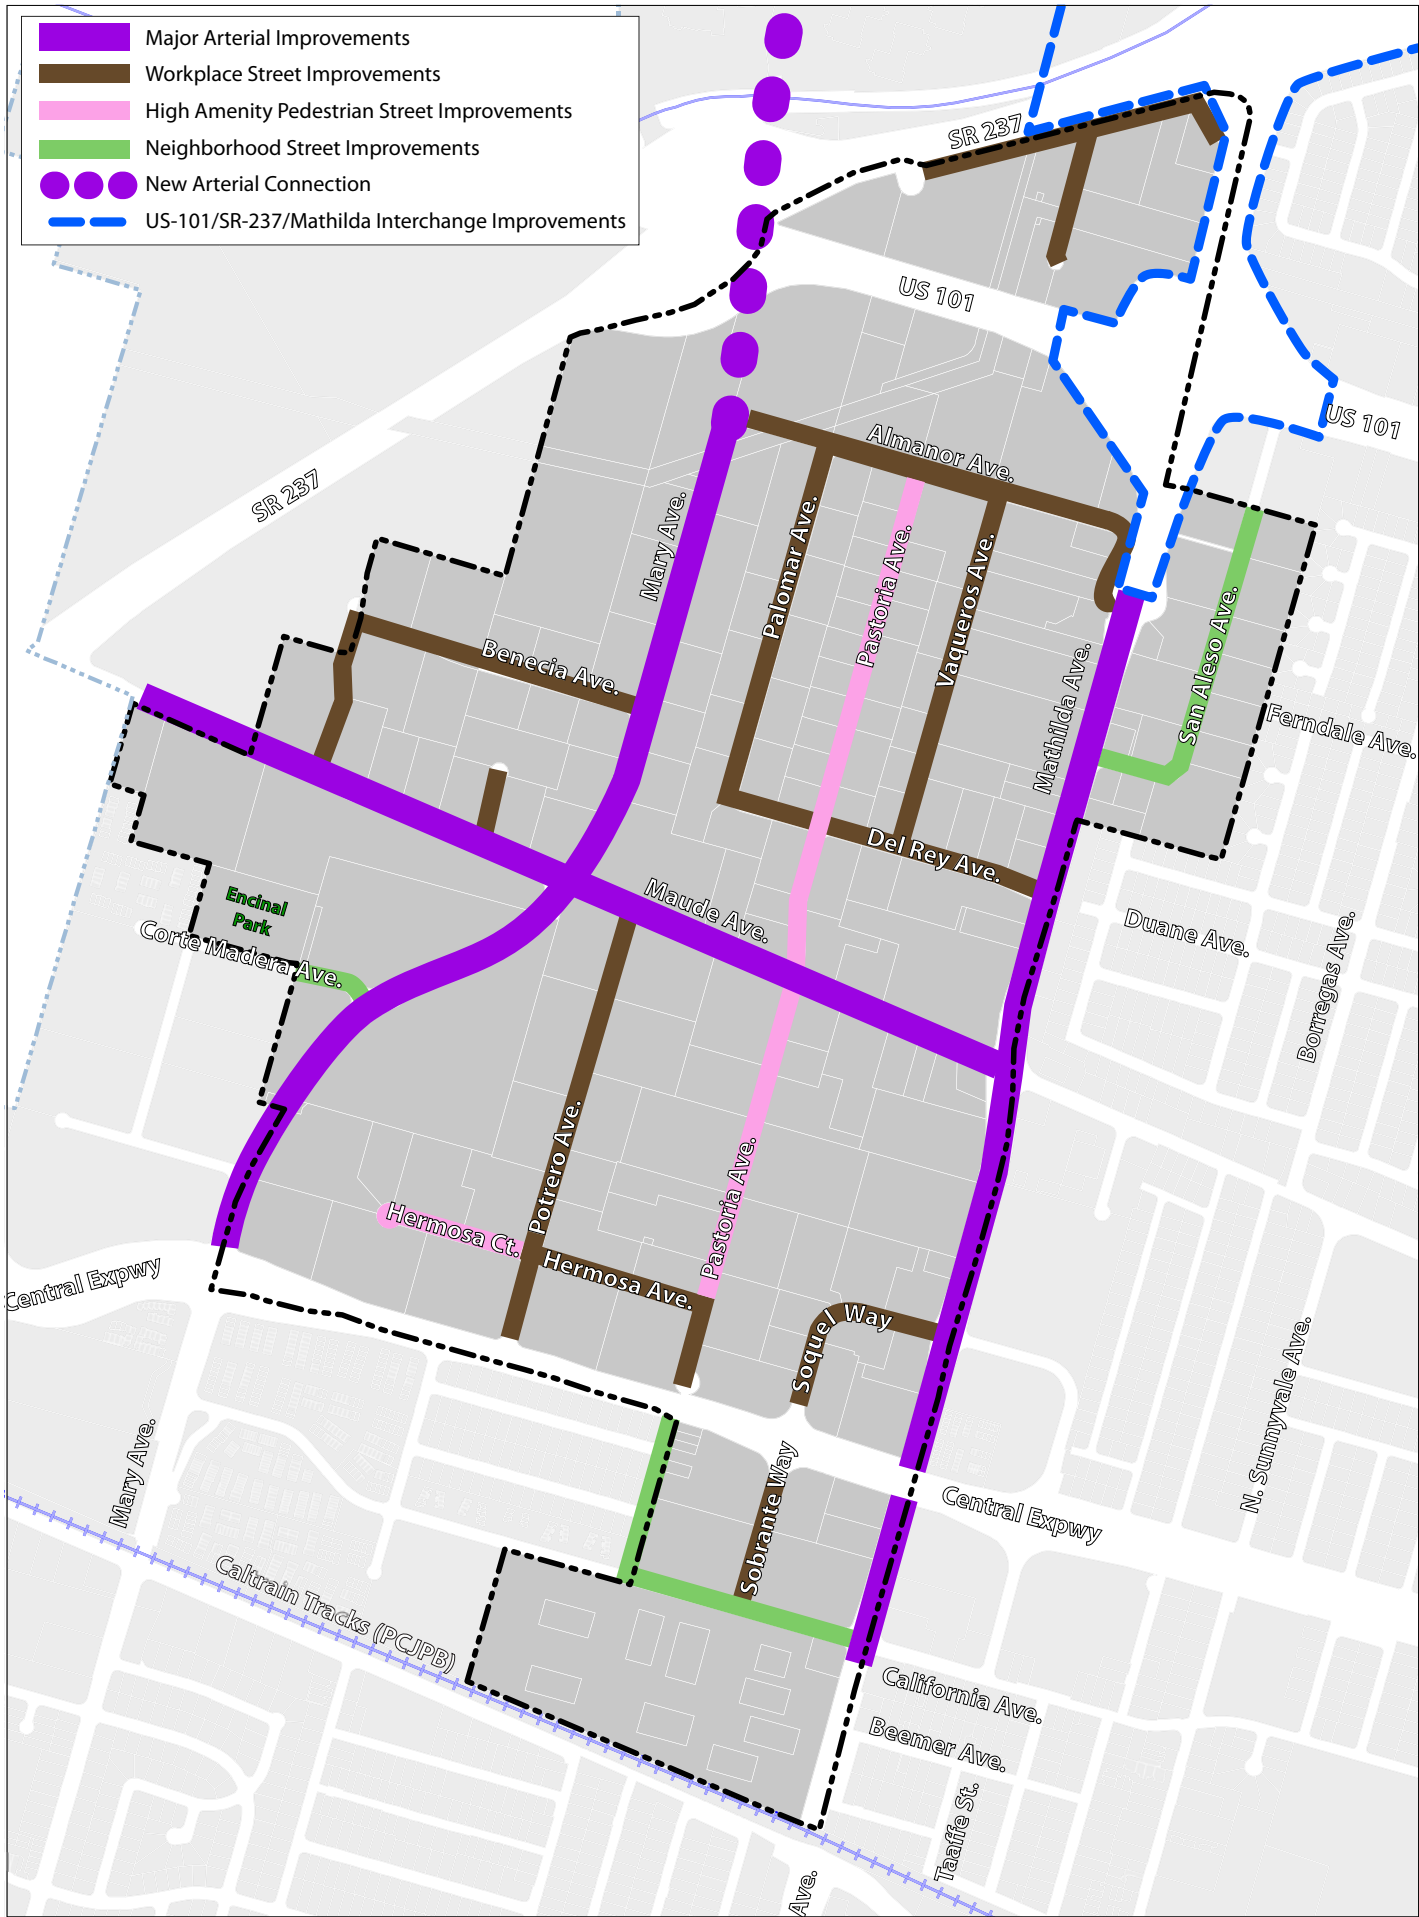 Major Arterial Improvements
Workplace Street Improvements
High Amenity Pedestrian Street Improvements
Neighborhood Street Improvements
New Arterial Connection
US-101/SR-237/Mathilda Interchange Improvements
SR 237
US 101
US 101
Almanor Ave.
SR 237
Mary Ave.
Palomar Ave.
Pastoria Ave.
Vaqueros Ave.
San Aleso Ave.
Benecia Ave.
Mathilda Ave.
Ferndale Ave.
Del Rey Ave.
Maude Ave.
Encinal
Park
Corte Madera Ave.
Duane Ave.
Borregas Ave.
Potrero Ave.
Pastoria Ave.
Hermosa Ct.
Hermosa Ave.
Central Expwy
Soquel Way
N. Sunnyvale Ave.
Mary Ave.
Sobrante Way
Central Expwy
Caltrain Tracks (PCJPB)
California Ave.
Beemer Ave.
Taaffe St.
Ave.